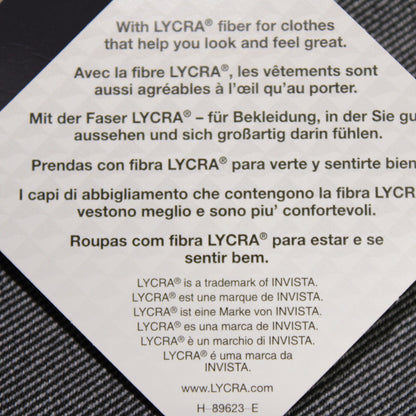 With LYCRA® fiber for clothes
that help you look and feel great.
Avec la fibre LYCRA®, les vêtements sont
aussi agréables à l'œil qu'au porter.
Mit der Faser LYCRA® – für Bekleidung, in der Sie gu
aussehen und sich großartig darin fühlen.
Prendas con fibra LYCRA® para verte y sentirte bien
I capi di abbigliamento che contengono la fibra LYCR
vestono meglio e sono piu' confortevoli.
Roupas com fibra LYCRA® para estar e se
sentir bem.
LYCRA® is a trademark of INVISTA.
LYCRA® est une marque de INVISTA.
LYCRA® ist eine Marke von INVISTA.
LYCRA® es una marca de INVISTA.
LYCRA® è un marchio di INVISTA.
LYCRA® é uma marca da
INVISTA.
www.LYCRA.com
H-89623-E